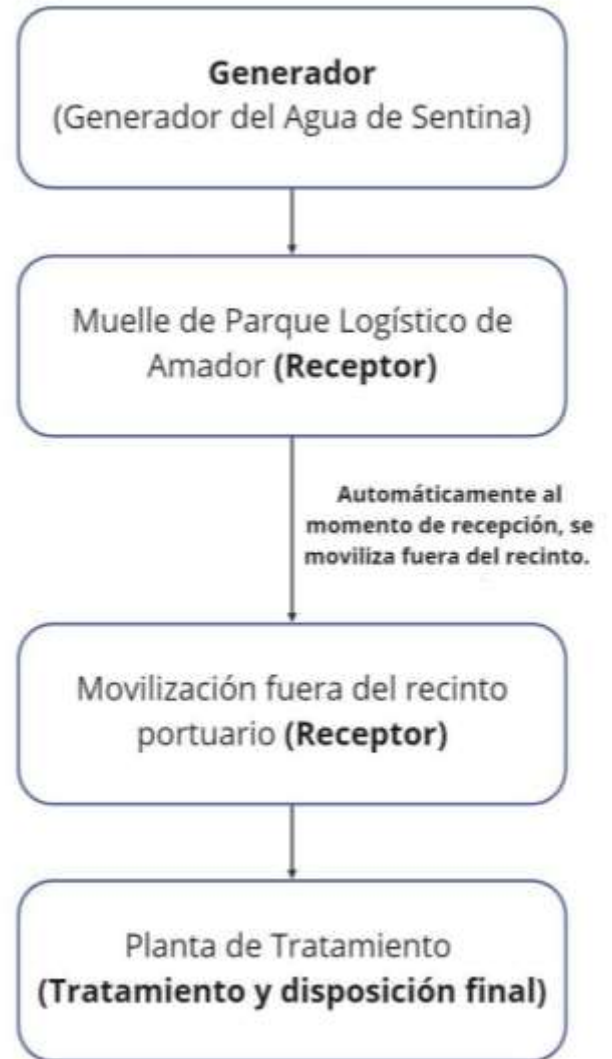 Generador
(Generador del Agua de Sentina)
Muelle de Parque Logístico de
Amador (Receptor)
Automáticamente al
momento de recepción, se
moviliza fuera del recinto.
Movilización fuera del recinto
portuario (Receptor)
Planta de Tratamiento
(Tratamiento y disposición final)